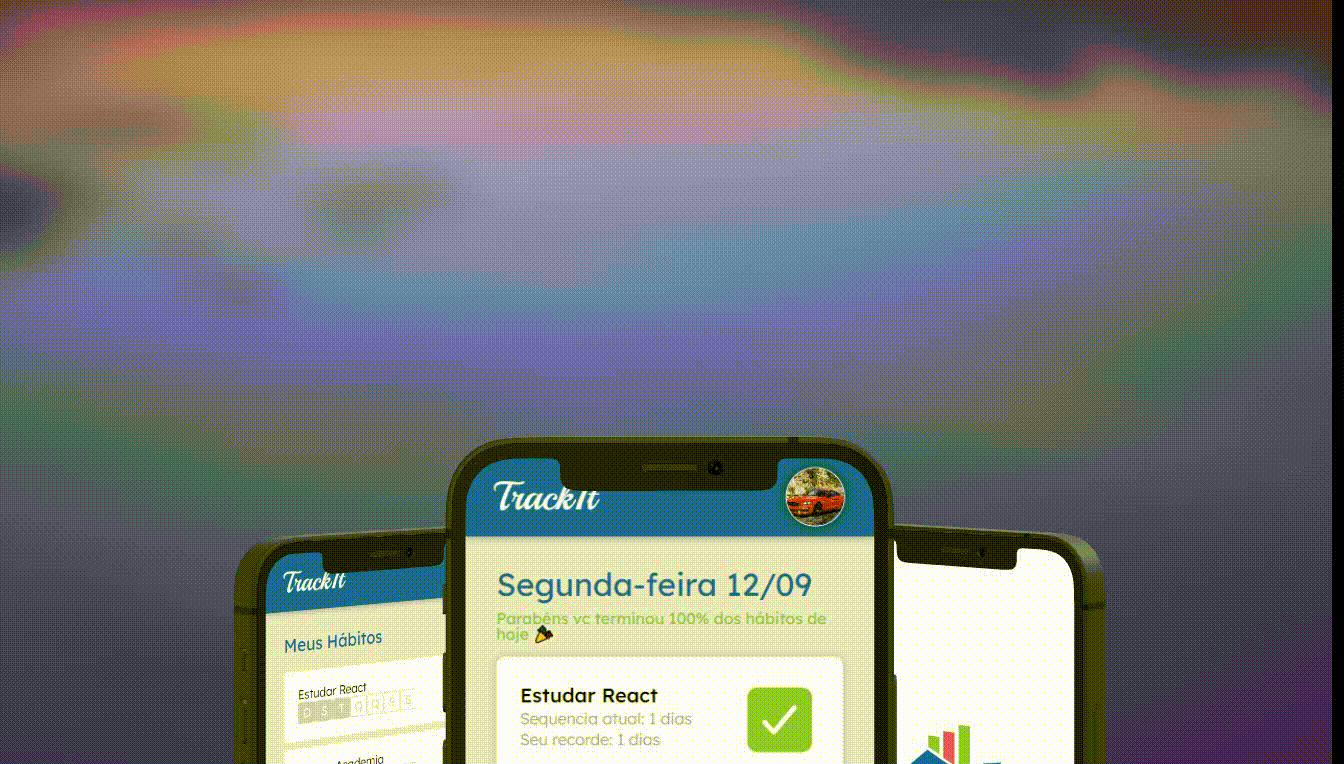 TrackIt
Segunda-feira 12/09
Parabéns vc terminou 100% dos hábitos de
hoje
Estudar React
Sequencia atual: 1 dias
Seu recorde: 1 dias
TrackIt
Meus Hábitos
Estudar React
D S T Q Q S S
Academia